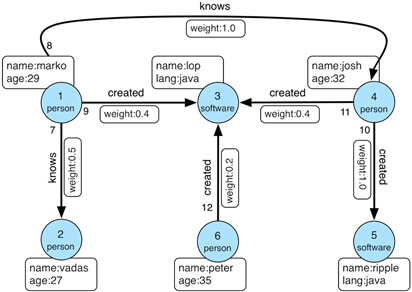 knows
weight:1.0
8
name:marko
age:29
name:lop
lang:java
name:josh
age:32
1
person
9
created
weight:0.4
3
software
created
weight:0.4
11
4
person
7
knows
weight:0.5
created
weight:0.2
12
10
created
weight:1.0
2
person
6
person
5
software
name:vadas
age:27
name:peter
age:35
name:ripple
lang:java